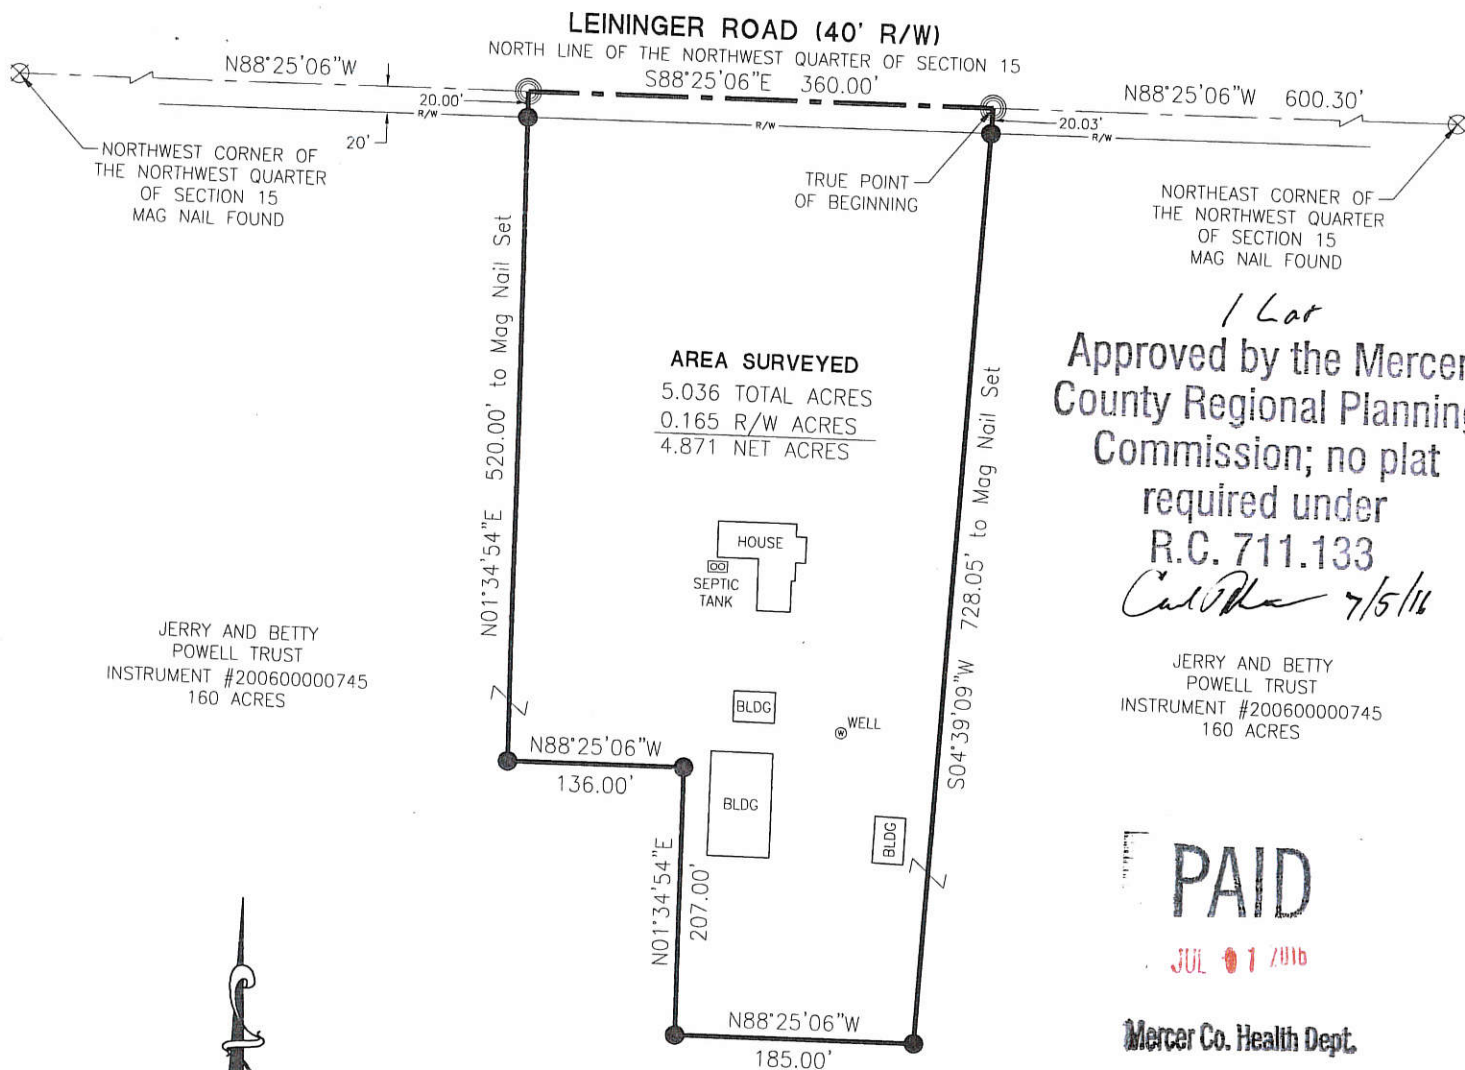 LEININGER ROAD (40' R/W)
NORTH LINE OF THE NORTHWEST QUARTER OF SECTION 15
N88°25'06"W
S88°25'06"E 360.00'
N88°25'06"W 600.30'
20.00'
R/W
20'
R/W
20.03'
R/W
NORTHWEST CORNER OF
THE NORTHWEST QUARTER
OF SECTION 15
MAG NAIL FOUND
TRUE POINT
OF BEGINNING
NORTHEAST CORNER OF
THE NORTHWEST QUARTER
OF SECTION 15
MAG NAIL FOUND
N01°34'54"E 520.00' to Mag Nail Set
AREA SURVEYED
5.036 TOTAL ACRES
0.165 R/W ACRES
4.871 NET ACRES
S04°39'09"W 728.05' to Mag Nail Set
1 Lot
Approved by the Mercer
County Regional Planning
Commission; no plat
required under
R.C. 711.133
7/5/16
HOUSE
SEPTIC
TANK
JERRY AND BETTY
POWELL TRUST
INSTRUMENT #200600000745
160 ACRES
JERRY AND BETTY
POWELL TRUST
INSTRUMENT #200600000745
160 ACRES
BLDG
W
WELL
N88°25'06"W
136.00'
BLDG
BLDG
N01°34'54"E
207.00'
PAID
JUL 01 2016
Mercer Co. Health Dept.
N88°25'06"W
185.00'